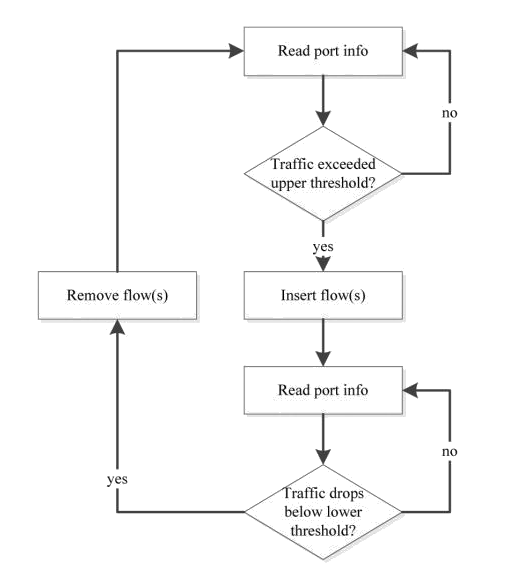 Read port info
no
Traffic exceeded
upper threshold?
yes
Remove flow(s)
Insert flow(s)
Read port info
no
yes
Traffic drops
below lower
threshold?